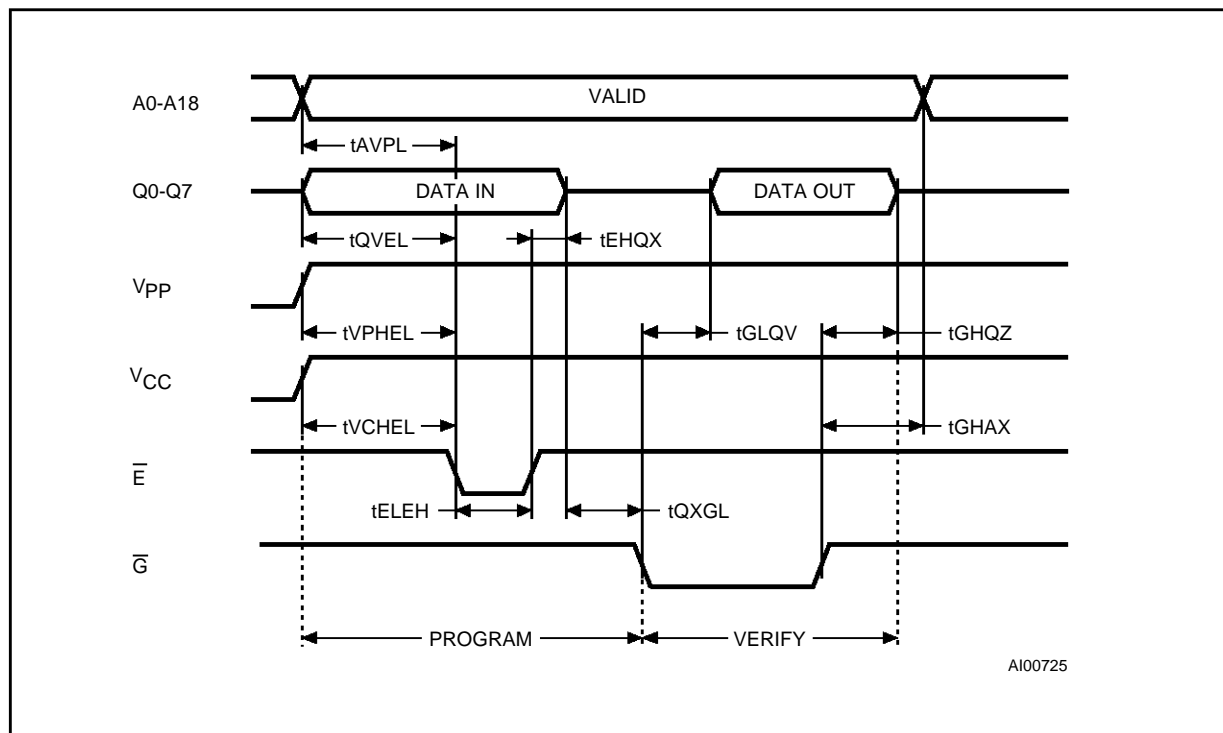 A0-A18
VALID
tAVPL
Q0-Q7
DATA IN
DATA OUT
tQVEL
tEHQX
VPP
tVPHEL
tGLQV
tGHQZ
VCC
tVCHEL
tGHAX
E̅
tELEH
tQXGL
G̅
PROGRAM
VERIFY
AI00725